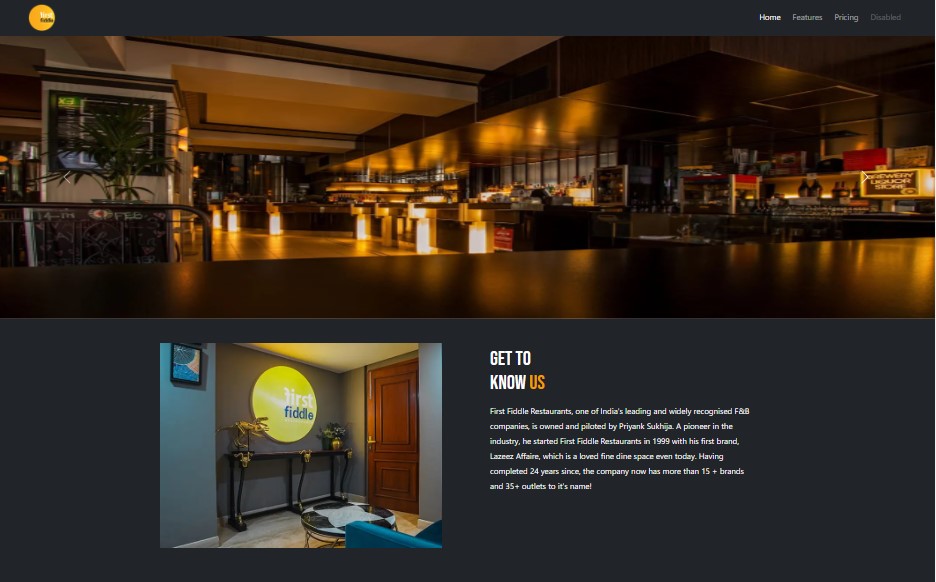 first
fiddle
Home Features Pricing Disabled
BREWERY
LIQUOR
STORE
GET TO
KNOW US
first
fiddle
First Fiddle Restaurants, one of India's leading and widely recognised F&B
companies, is owned and piloted by Priyank Sukhija. A pioneer in the
industry, he started First Fiddle Restaurants in 1999 with his first brand,
Lazeez Affaire, which is a loved fine dine space even today. Having
completed 24 years since, the company now has more than 15 + brands
and 35+ outlets to it's name!